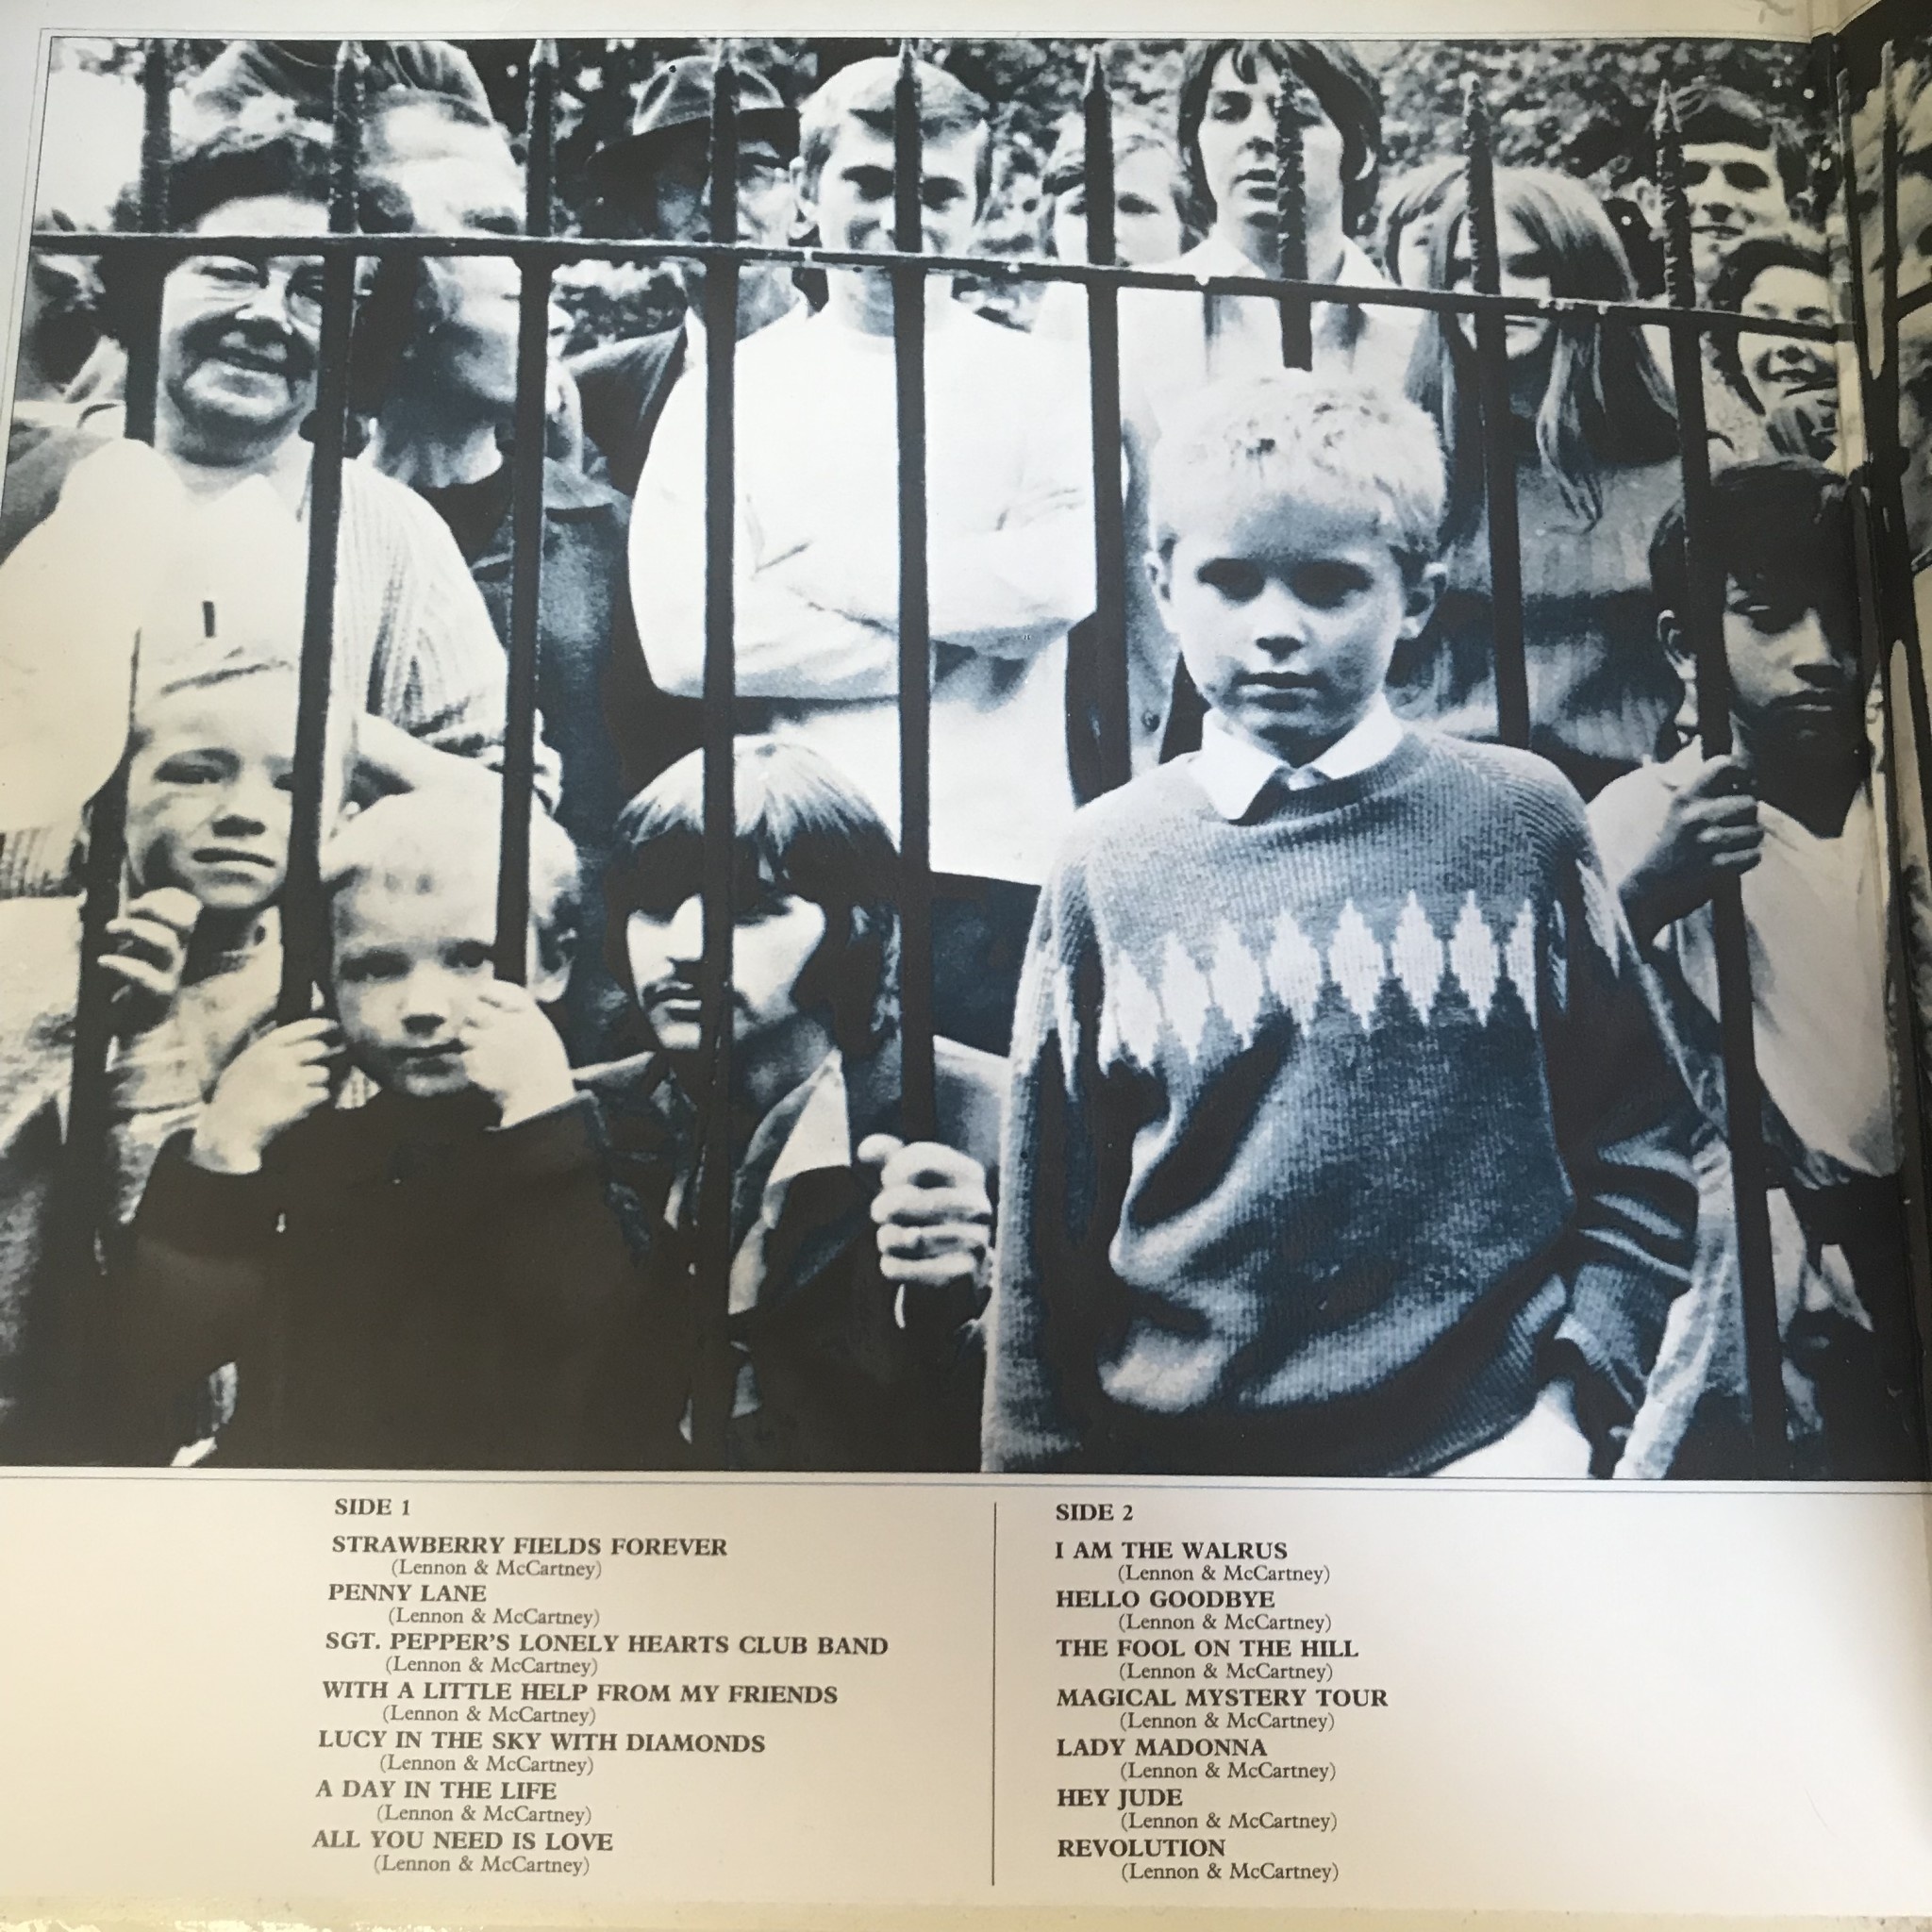 SIDE 1
STRAWBERRY FIELDS FOREVER
(Lennon & McCartney)
PENNY LANE
(Lennon & McCartney)
SGT. PEPPER'S LONELY HEARTS CLUB BAND
(Lennon & McCartney)
WITH A LITTLE HELP FROM MY FRIENDS
(Lennon & McCartney)
LUCY IN THE SKY WITH DIAMONDS
(Lennon & McCartney)
A DAY IN THE LIFE
(Lennon & McCartney)
ALL YOU NEED IS LOVE
(Lennon & McCartney)
SIDE 2
I AM THE WALRUS
(Lennon & McCartney)
HELLO GOODBYE
(Lennon & McCartney)
THE FOOL ON THE HILL
(Lennon & McCartney)
MAGICAL MYSTERY TOUR
(Lennon & McCartney)
LADY MADONNA
(Lennon & McCartney)
HEY JUDE
(Lennon & McCartney)
REVOLUTION
(Lennon & McCartney)